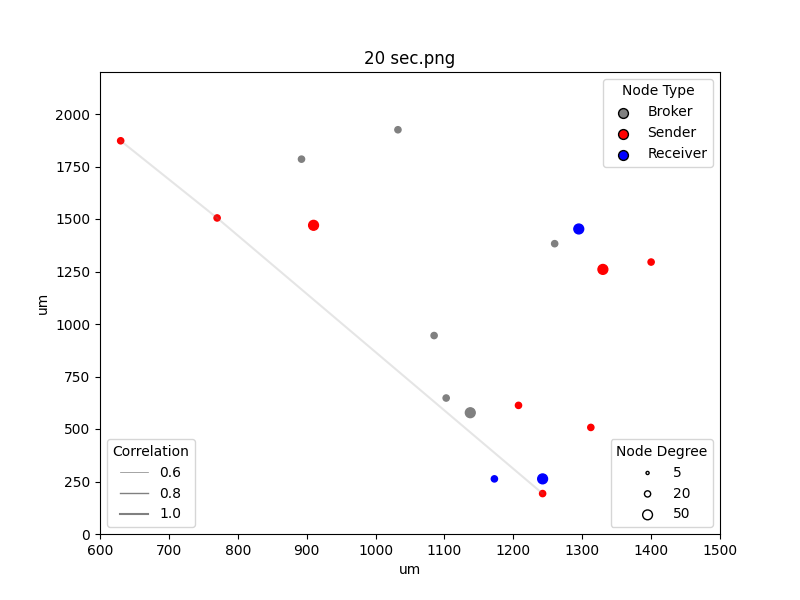 20 sec.png
Node Type
Broker
Sender
Receiver
2000
1750
1500
1250
1000
750
500
250
0
um
Correlation
0.6
0.8
1.0
Node Degree
5
20
50
600 700 800 900 1000 1100 1200 1300 1400 1500
um